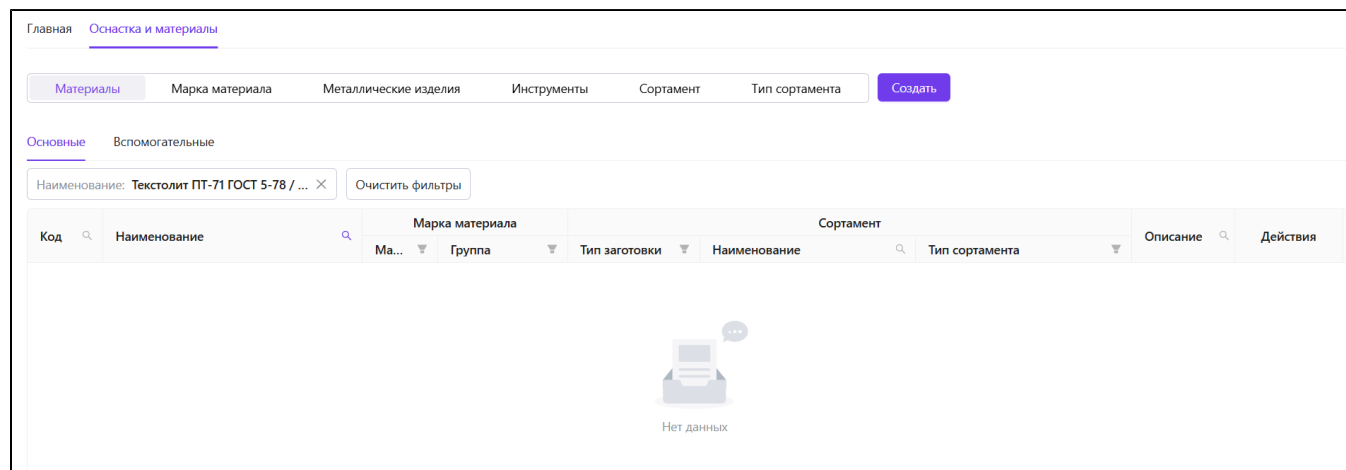 Главная Оснастка и материалы
Материалы Марка материала Металлические изделия Инструменты Сортамент Тип сортамента Создать
Основные Вспомогательные
Наименование: Текстолит ПТ-71 ГОСТ 5-78 / ... Очистить фильтры
Марка материала Сортамент
Код Наименование Описание Действия
Ма... Группа Тип заготовки Наименование Тип сортамента
Нет данных